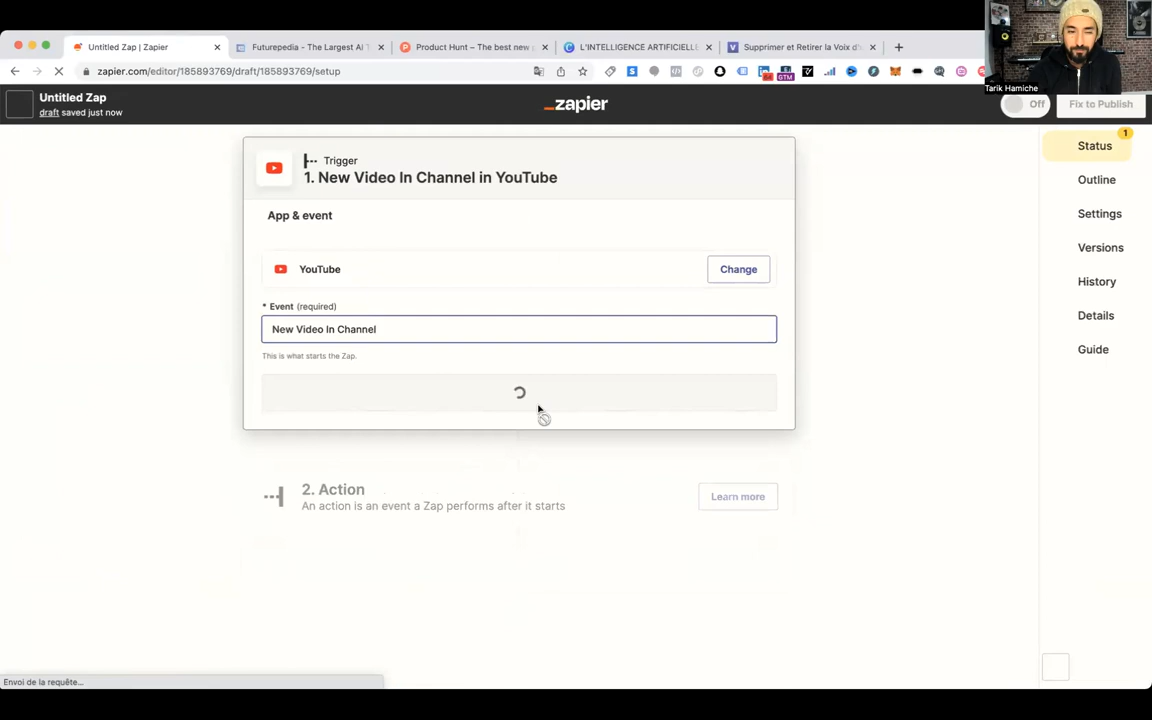 Untitled Zap | Zapier
Futurepedia - The Largest AI T
Product Hunt – The best new p
L'INTELLIGENCE ARTIFICIELLE
Supprimer et Retirer la Voix d'
zapier.com/editor/185893769/draft/185893769/setup
Tarik Hamiche
Untitled Zap
draft saved just now
_zapier
Off
Fix to Publish
Trigger
1. New Video In Channel in YouTube
App & event
YouTube
Change
* Event (required)
New Video In Channel
This is what starts the Zap.
2. Action
An action is an event a Zap performs after it starts
Learn more
1
Status
Outline
Settings
Versions
History
Details
Guide
Envoi de la requête...